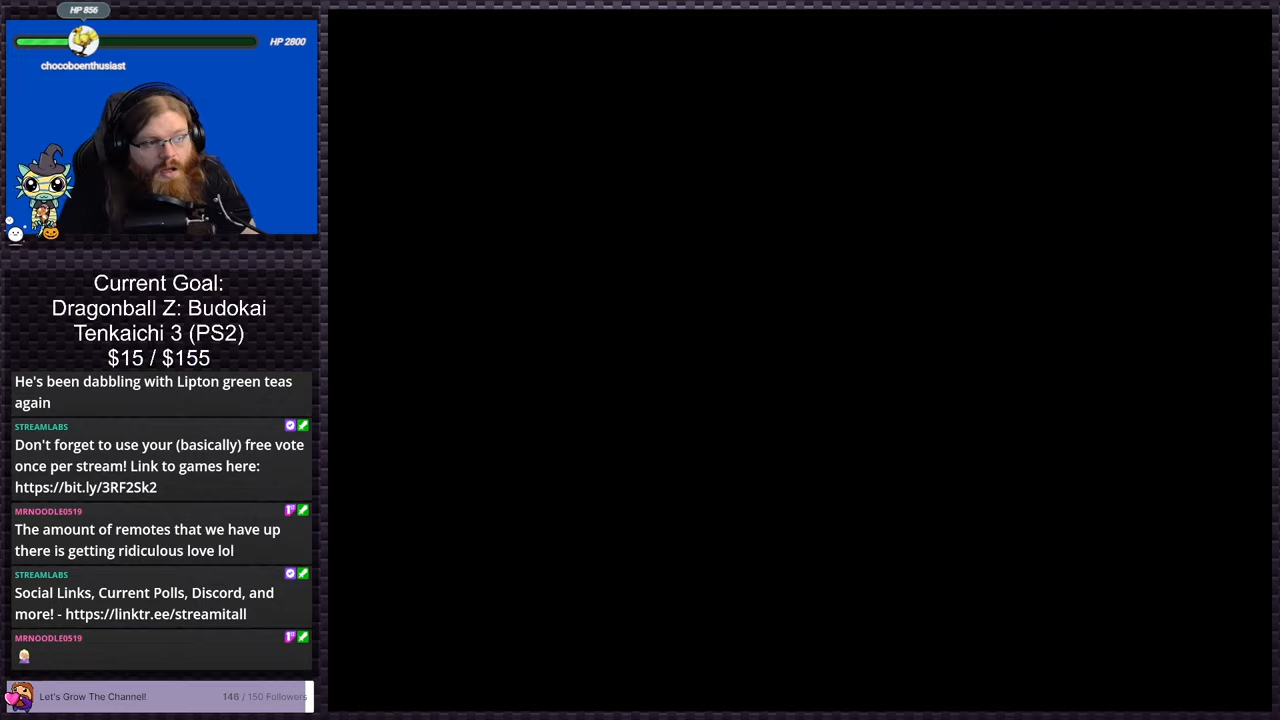 HP 856
HP 2800
chocoboenthusiast
Current Goal:
Dragonball Z: Budokai
Tenkaichi 3 (PS2)
$15 / $155
He's been dabbling with Lipton green teas
again
STREAMLABS
Don't forget to use your (basically) free vote
once per stream! Link to games here:
https://bit.ly/3RF2Sk2
MRNOODLE0519
The amount of remotes that we have up
there is getting ridiculous love lol
STREAMLABS
Social Links, Current Polls, Discord, and
more! - https://linktr.ee/streamitall
MRNOODLE0519
Let's Grow The Channel!
146 / 150 Followers